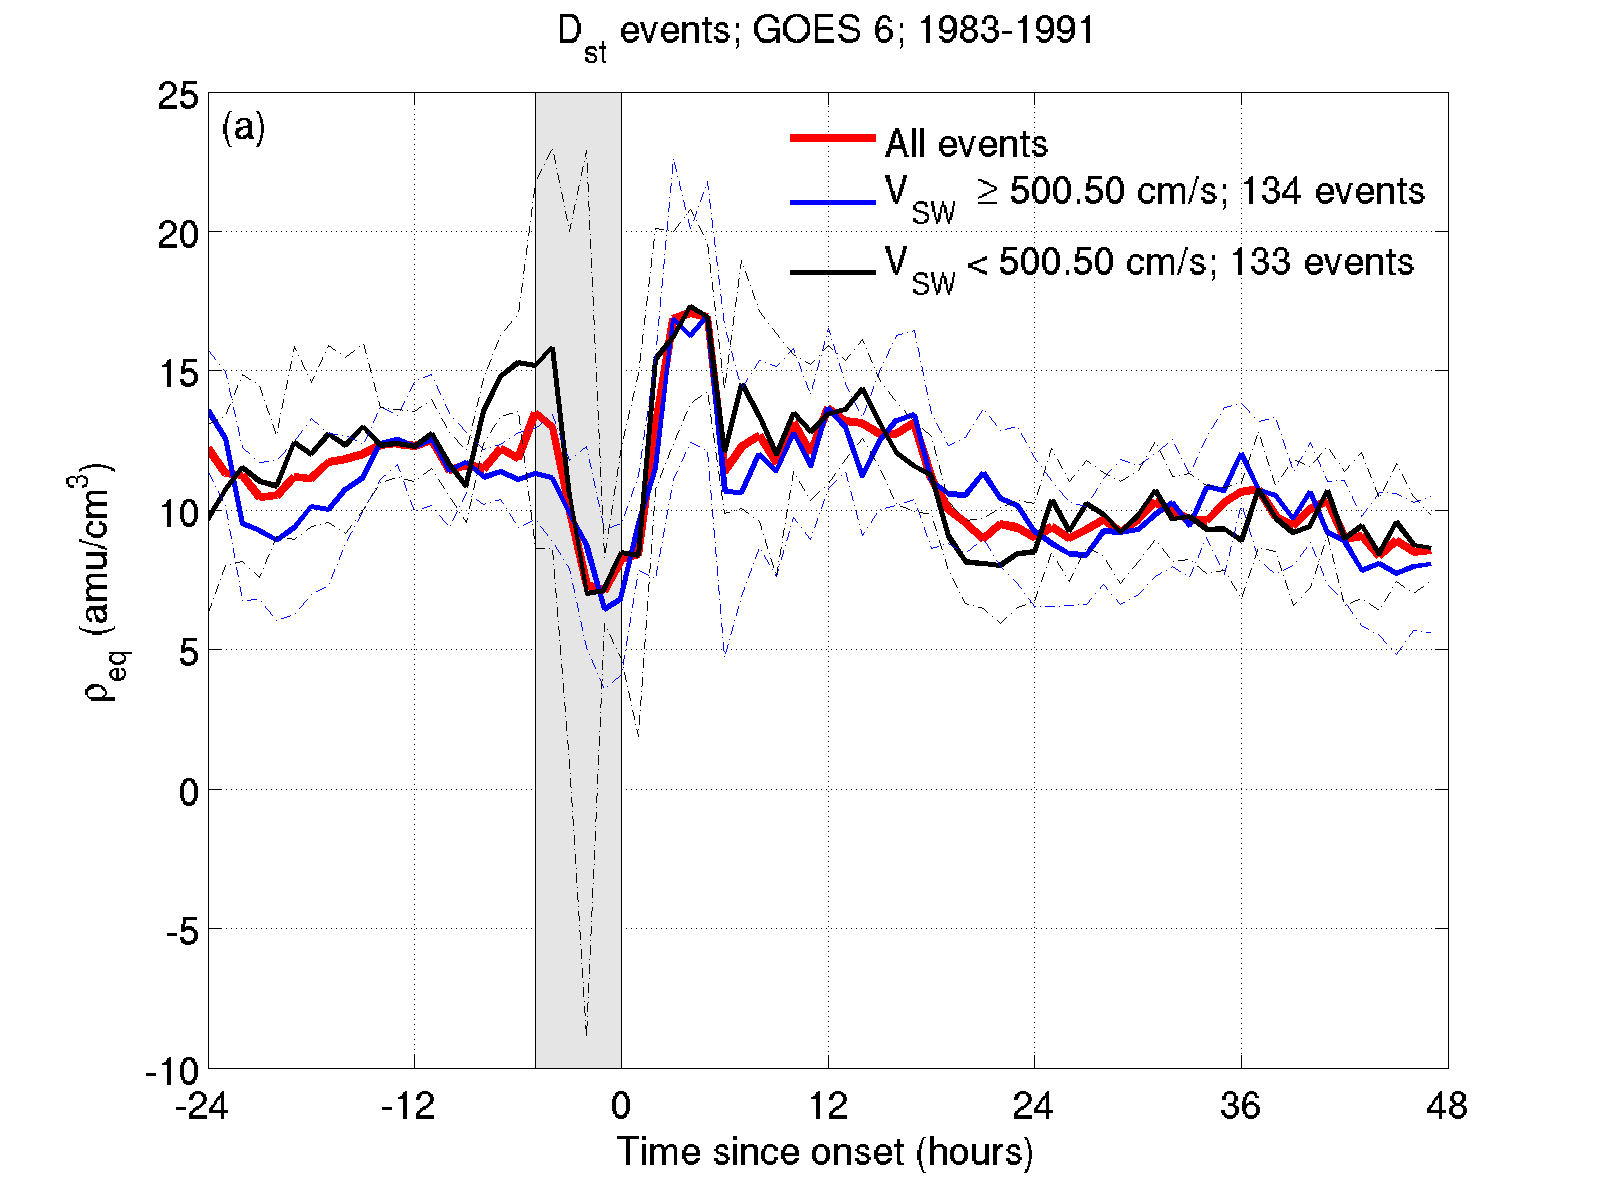 Dst events; GOES 6; 1983-1991
(a)
All events
VSW ≥ 500.50 cm/s; 134 events
VSW < 500.50 cm/s; 133 events
25
20
15
10
5
0
-5
-10
ρeq (amu/cm3)
-24 -12 0 12 24 36 48
Time since onset (hours)